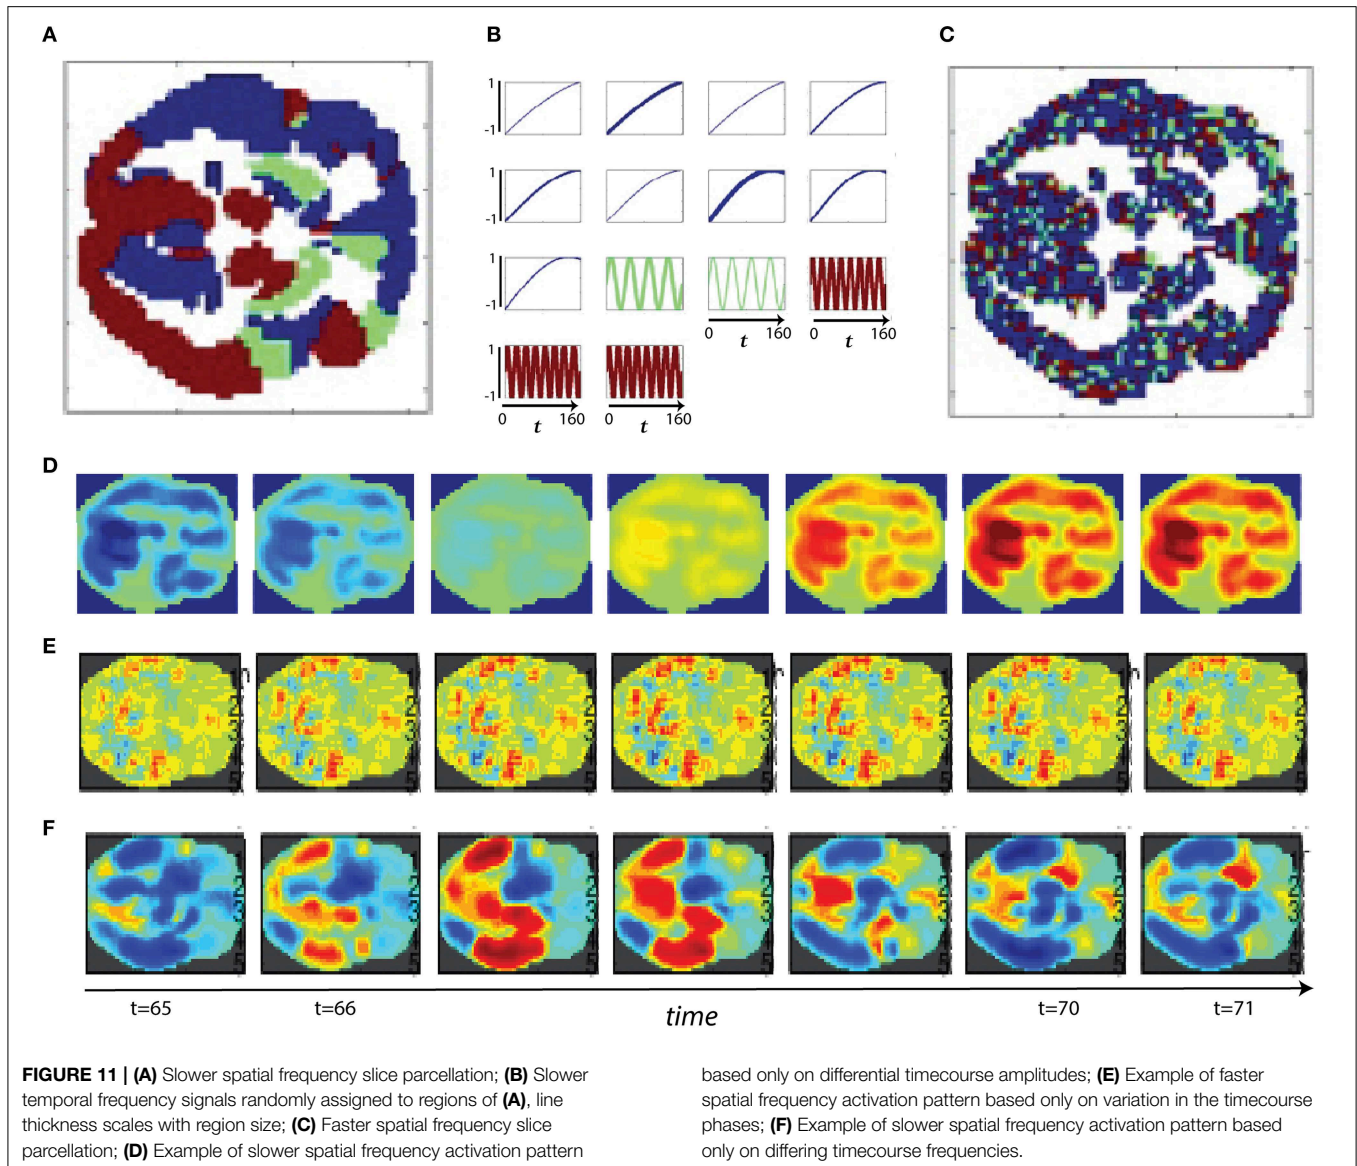 A
B
C
1
-1
1
-1
1
-1
0 160
t
0 160
t
1
-1
0 160
t
0 160
t
D
E
F
t=65
t=66
time
t=70
t=71
FIGURE 11 | (A) Slower spatial frequency slice parcellation; (B) Slower
temporal frequency signals randomly assigned to regions of (A), line
thickness scales with region size; (C) Faster spatial frequency slice
parcellation; (D) Example of slower spatial frequency activation pattern
based only on differential timecourse amplitudes; (E) Example of faster
spatial frequency activation pattern based only on variation in the timecourse
phases; (F) Example of slower spatial frequency activation pattern based
only on differing timecourse frequencies.